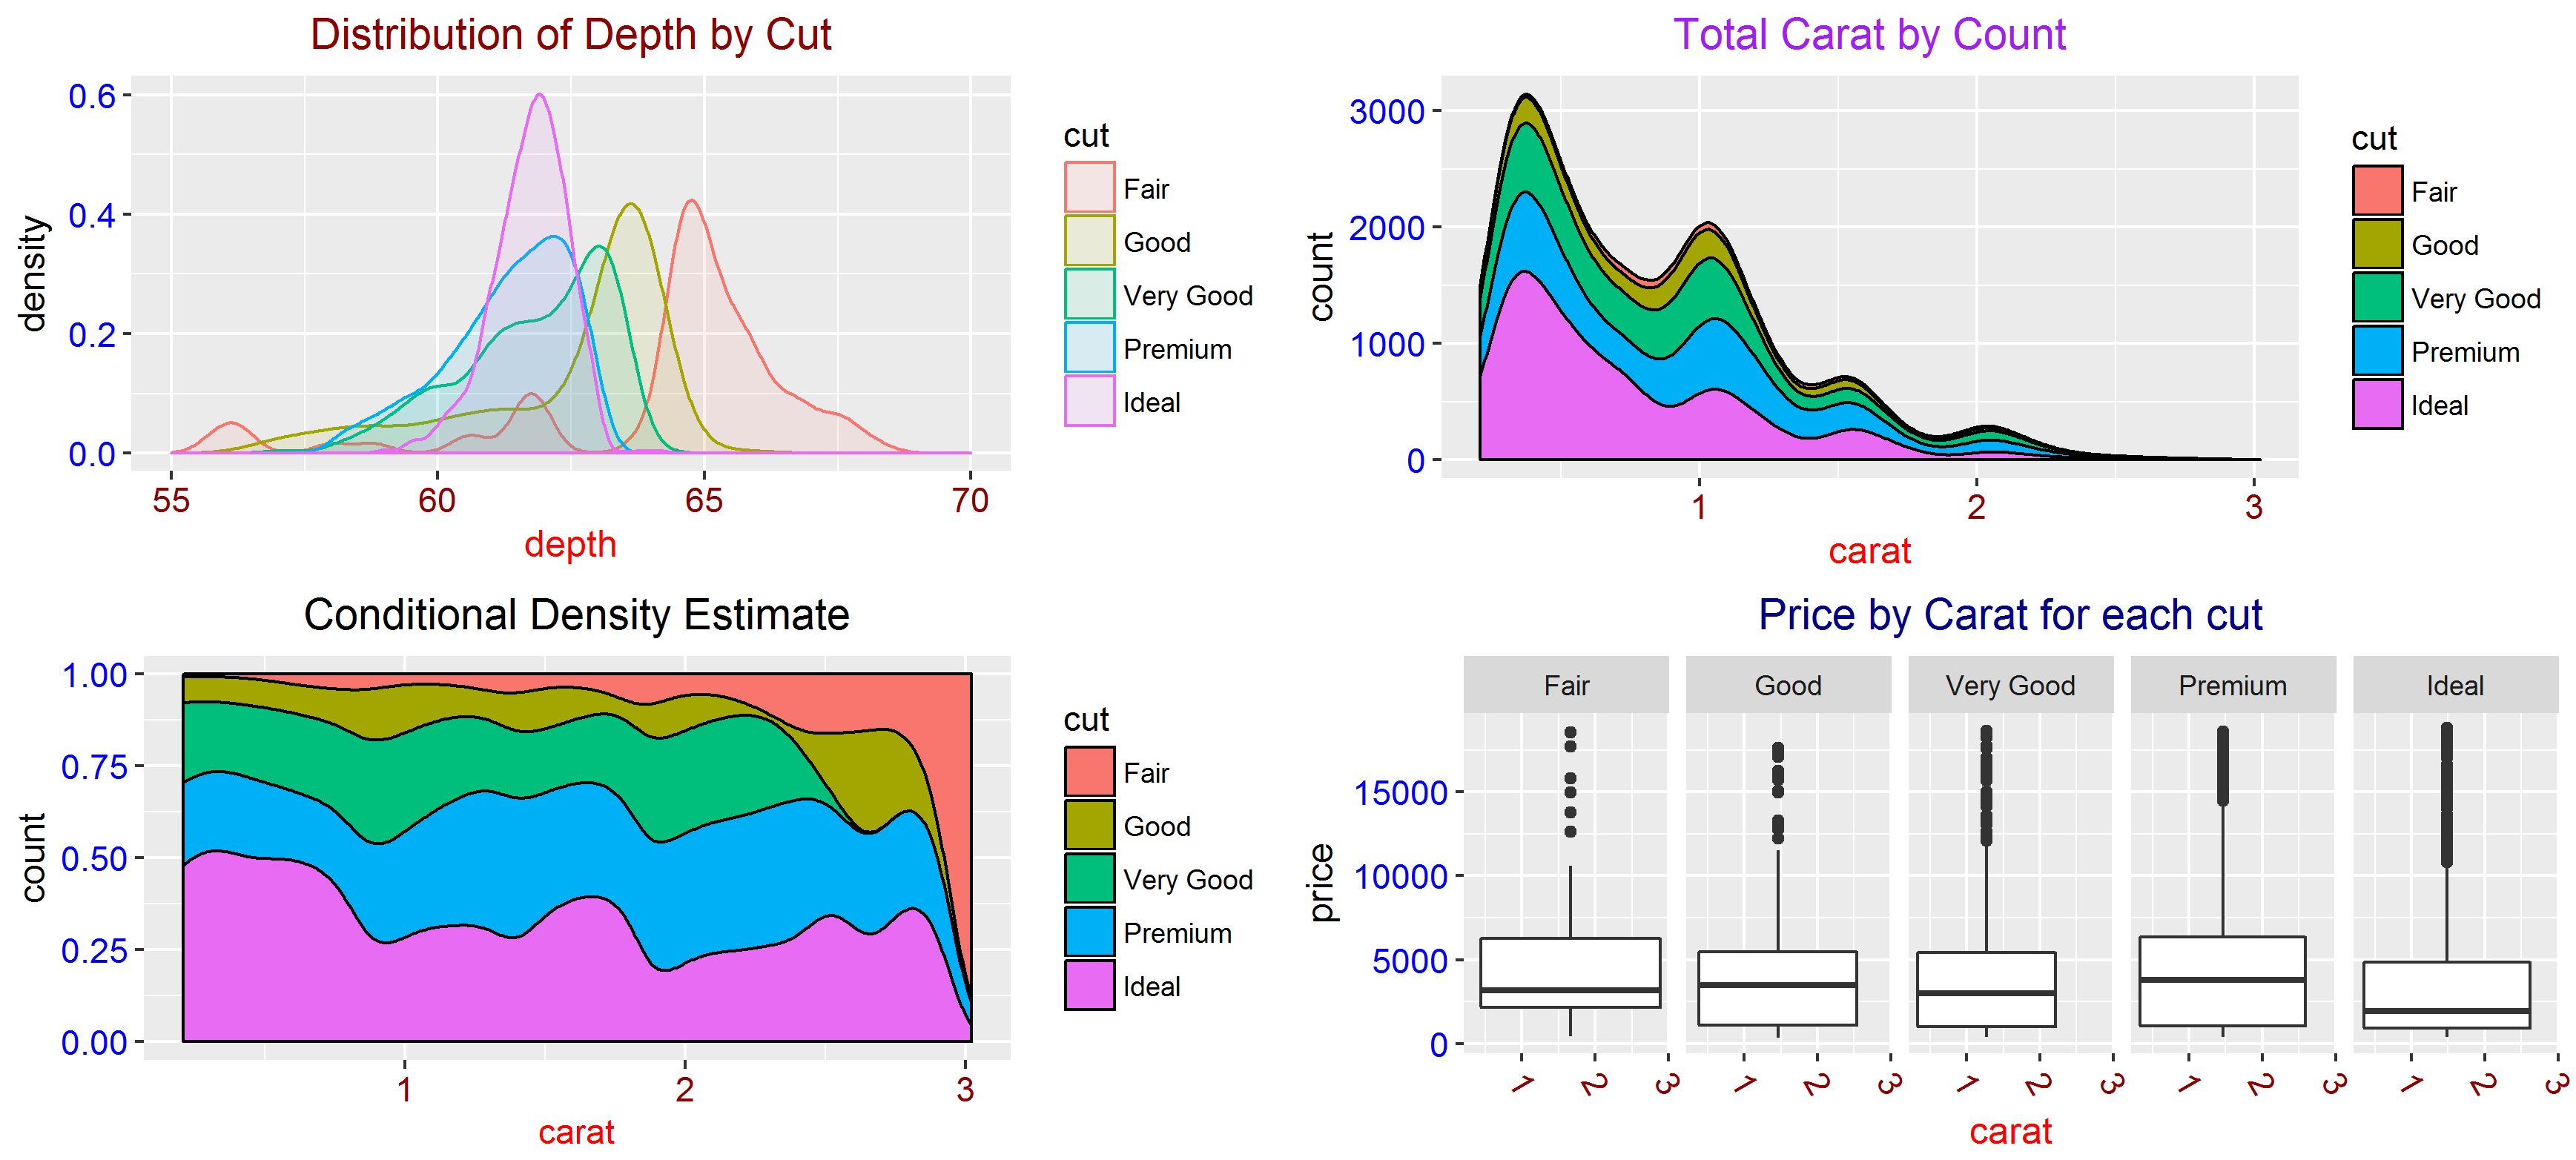 Distribution of Depth by Cut
density
0.6
0.4
0.2
0.0
55 60 65 70
depth
cut
Fair
Good
Very Good
Premium
Ideal
Total Carat by Count
count
3000
2000
1000
0
1 2 3
carat
cut
Fair
Good
Very Good
Premium
Ideal
Conditional Density Estimate
count
1.00
0.75
0.50
0.25
0.00
1 2 3
carat
cut
Fair
Good
Very Good
Premium
Ideal
Price by Carat for each cut
Fair Good Very Good Premium Ideal
price
15000
10000
5000
0
1 2 3 1 2 3 1 2 3 1 2 3 1 2 3
carat